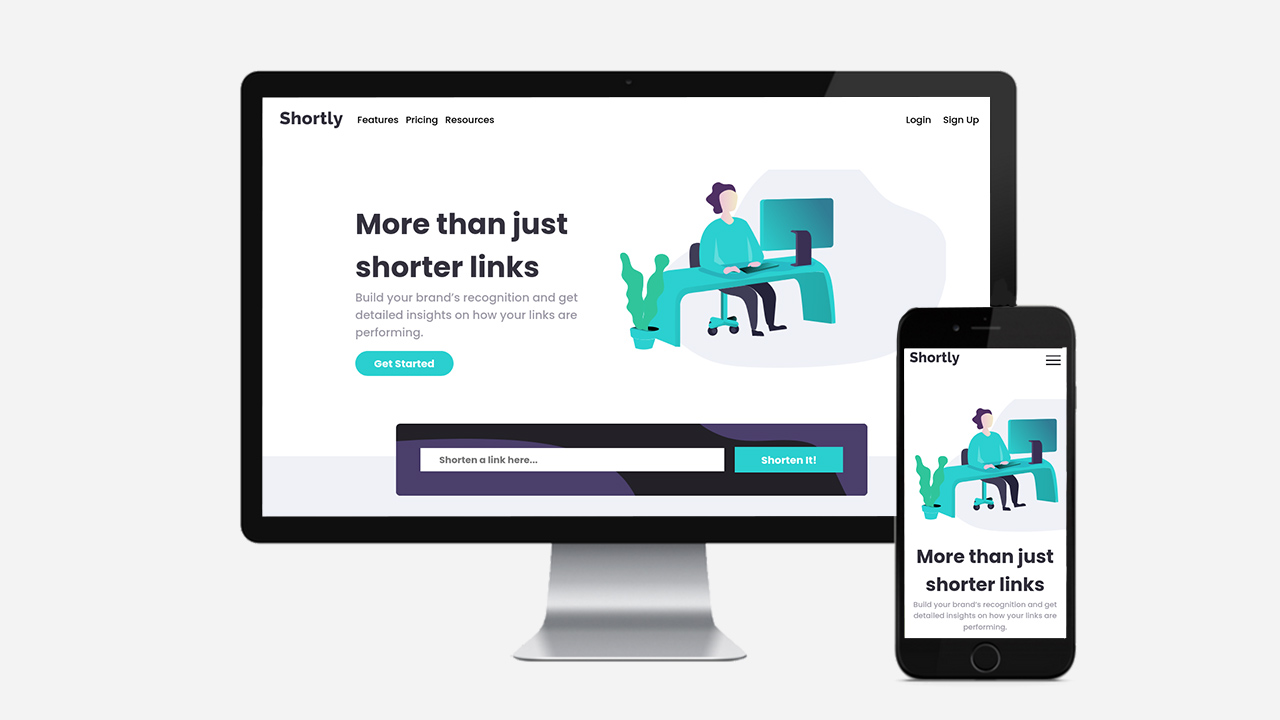 Shortly Features Pricing Resources Login Sign Up
More than just
shorter links
Build your brand's recognition and get
detailed insights on how your links are
performing.
Get Started
Shorten a link here... Shorten It!
Shortly
More than just
shorter links
Build your brand's recognition and get
detailed insights on how your links are
performing.